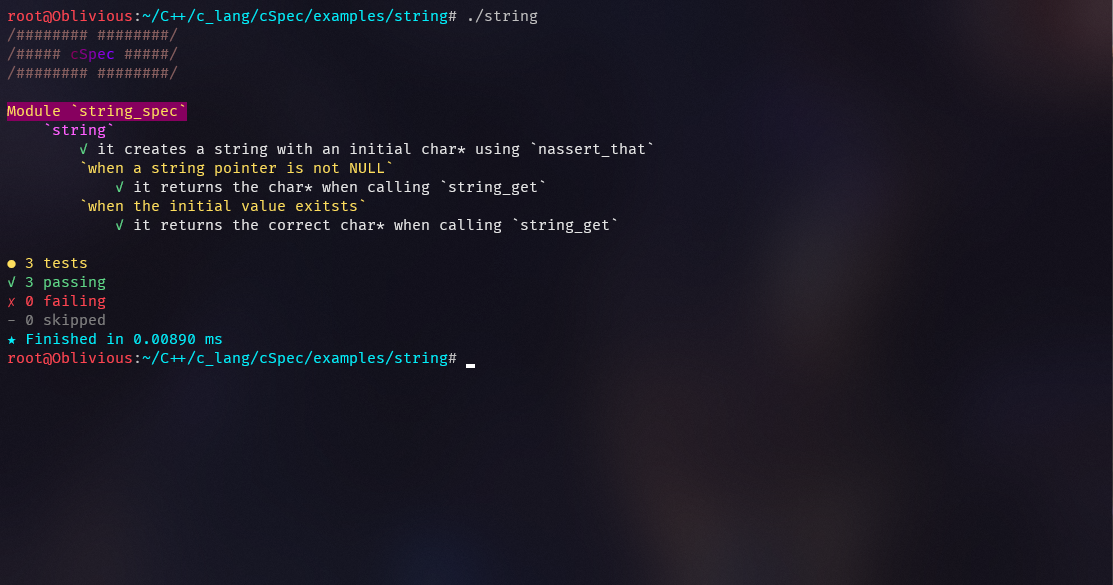 root@Oblivious:~/C++/c_lang/cSpec/examples/string# ./string
/######## ########/
/##### cSpec #####/
/######## ########/
Module `string_spec`
`string`
√ it creates a string with an initial char* using `nassert_that`
`when a string pointer is not NULL`
√ it returns the char* when calling `string_get`
`when the initial value exitsts`
√ it returns the correct char* when calling `string_get`
● 3 tests
√ 3 passing
✗ 0 failing
− 0 skipped
★ Finished in 0.00890 ms
root@Oblivious:~/C++/c_lang/cSpec/examples/string#